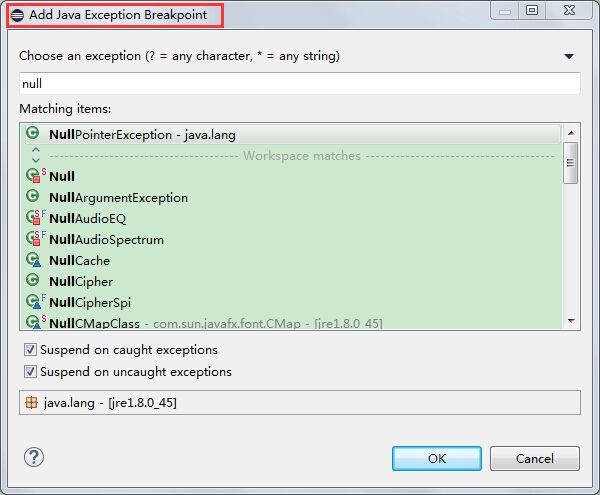 Add Java Exception Breakpoint
Choose an exception (? = any character, * = any string)
null
Matching items:
NullPointerException - java.lang
Workspace matches
Null
NullArgumentException
NullAudioEQ
NullAudioSpectrum
NullCache
NullCipher
NullCipherSpi
NullCMapClass - com.sun.javafx.font.CMap - [jre1.8.0_45]
Suspend on caught exceptions
Suspend on uncaught exceptions
java.lang - [jre1.8.0_45]
OK Cancel